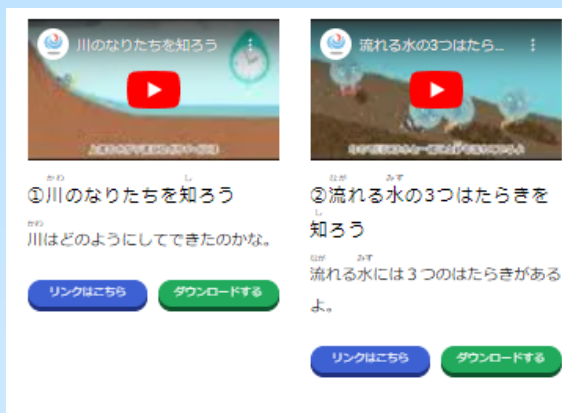 川のなりたちを知ろう
①川のなりたちを知ろう
川はどのようにしてできたのかな。
リンクはこちら
ダウンロードする
流れる水の3つはたら...
②流れる水の3つはたらきを
知ろう
流れる水には３つのはたらきがある
よ。
リンクはこちら
ダウンロードする